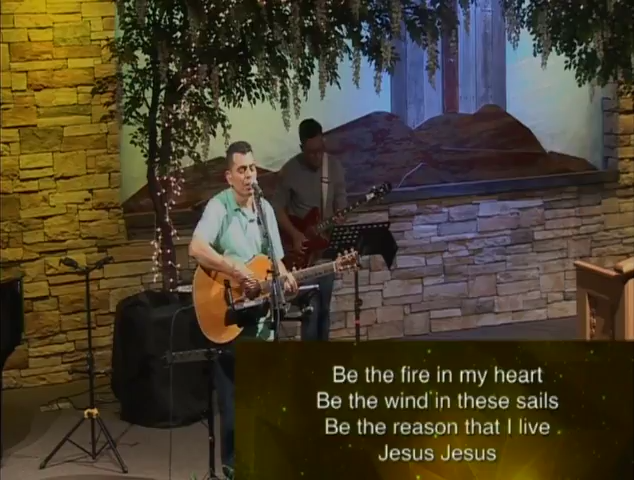 Be the fire in my heart
Be the wind in these sails
Be the reason that I live
Jesus Jesus